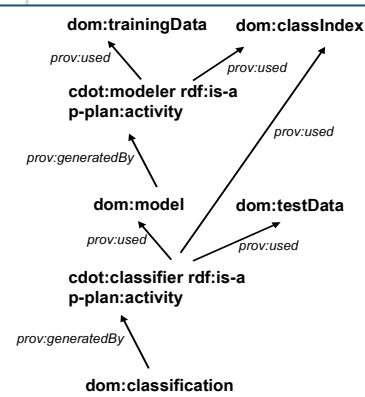 dom:trainingData dom:classIndex
prov:used
prov:used
cdot:modeler rdf:is-a
p-plan:activity
prov:used
prov:generatedBy
dom:model dom:testData
prov:used
prov:used
cdot:classifier rdf:is-a
p-plan:activity
prov:generatedBy
dom:classification